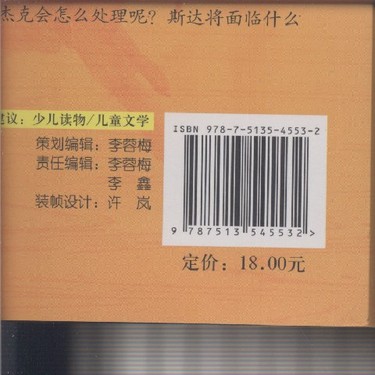 杰克会怎么处理呢？斯达将面临什么
建议：少儿读物/儿童文学
策划编辑：李蓉梅
责任编辑：李蓉梅
李 鑫
装帧设计：许 岚
ISBN 978-7-5135-4553-2
9 787513 545532 >
定价：18.00元